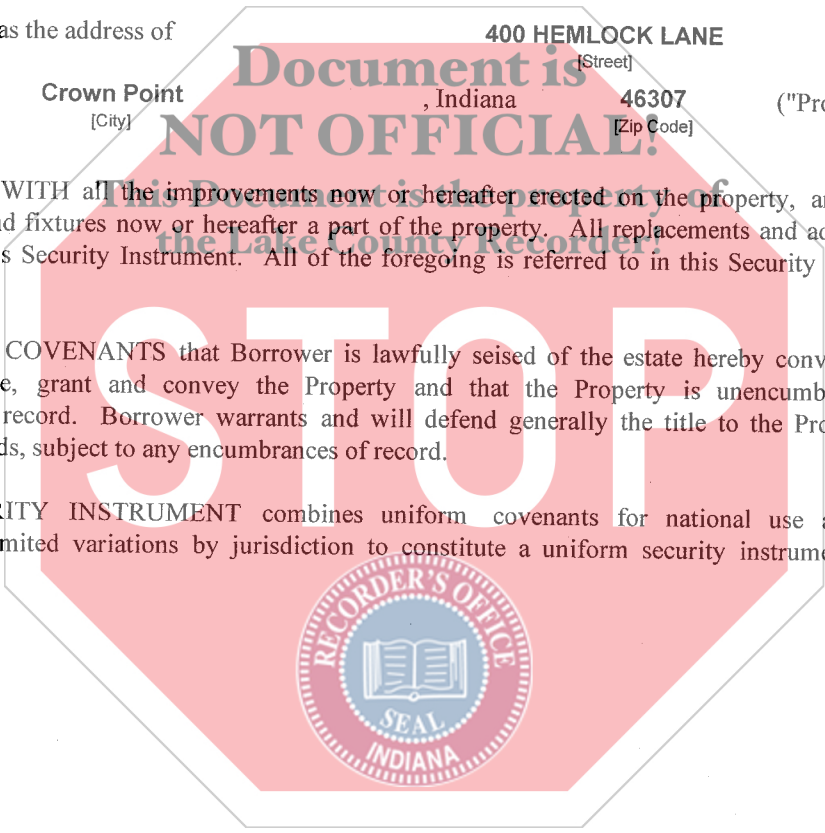 as the address of 400 HEMLOCK LANE
[Street]
Document is
Crown Point , Indiana 46307 ("Pro
[City] [Zip Code]
NOT OFFICIAL!
This Document is the property of
WITH all the improvements now or hereafter erected on the property, an
d fixtures now or hereafter a part of the property. All replacements and ad
the Lake County Recorder!
s Security Instrument. All of the foregoing is referred to in this Security
STOP
COVENANTS that Borrower is lawfully seised of the estate hereby conv
e, grant and convey the Property and that the Property is unencumb
record. Borrower warrants and will defend generally the title to the Pro
ds, subject to any encumbrances of record.
RITY INSTRUMENT combines uniform covenants for national use a
mited variations by jurisdiction to constitute a uniform security instrume
RECORDER'S OFFICE
SEAL
INDIANA